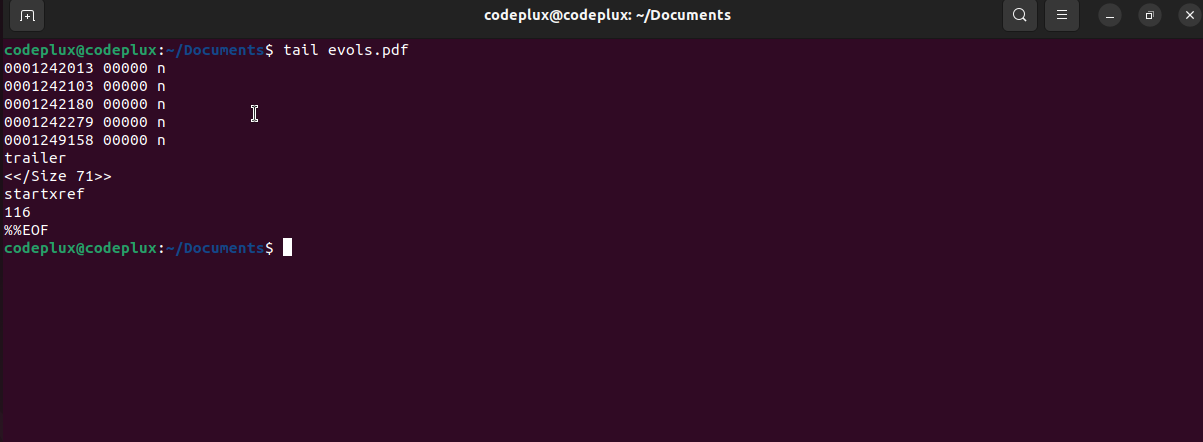 codeplux@codeplux: ~/Documents
codeplux@codeplux:~/Documents$ tail evols.pdf
0001242013 00000 n
0001242103 00000 n
0001242180 00000 n
0001242279 00000 n
0001249158 00000 n
trailer
<</Size 71>>
startxref
116
%%EOF
codeplux@codeplux:~/Documents$